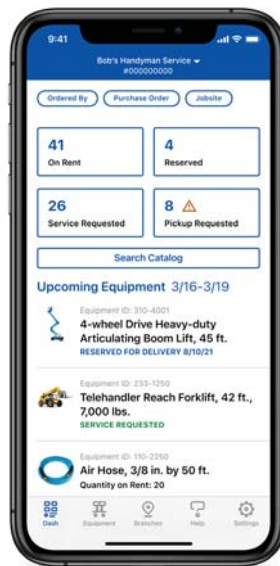 9:41
Bob's Handyman Service
#000000000
Ordered By
Purchase Order
Jobsite
41
On Rent
4
Reserved
26
Service Requested
8
Pickup Requested
Search Catalog
Upcoming Equipment 3/16-3/19
Equipment ID: 310-4001
4-wheel Drive Heavy-duty
Articulating Boom Lift, 45 ft.
RESERVED FOR DELIVERY 8/10/21
Equipment ID: 233-1250
Telehandler Reach Forklift, 42 ft.,
7,000 lbs.
SERVICE REQUESTED
Equipment ID: 110-2250
Air Hose, 3/8 in. by 50 ft.
Quantity on Rent: 20
Dash
Equipment
Branches
Help
Settings